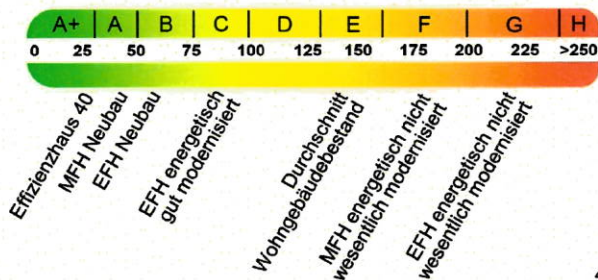 A+ A B C D E F G H
0 25 50 75 100 125 150 175 200 225 >250
Effizienzhaus 40
MFH Neubau
EFH Neubau
EFH energetisch
gut modernisiert
Durchschnitt
Wohngebäudebestand
MFH energetisch nicht
wesentlich modernisiert
EFH energetisch nicht
wesentlich modernisiert